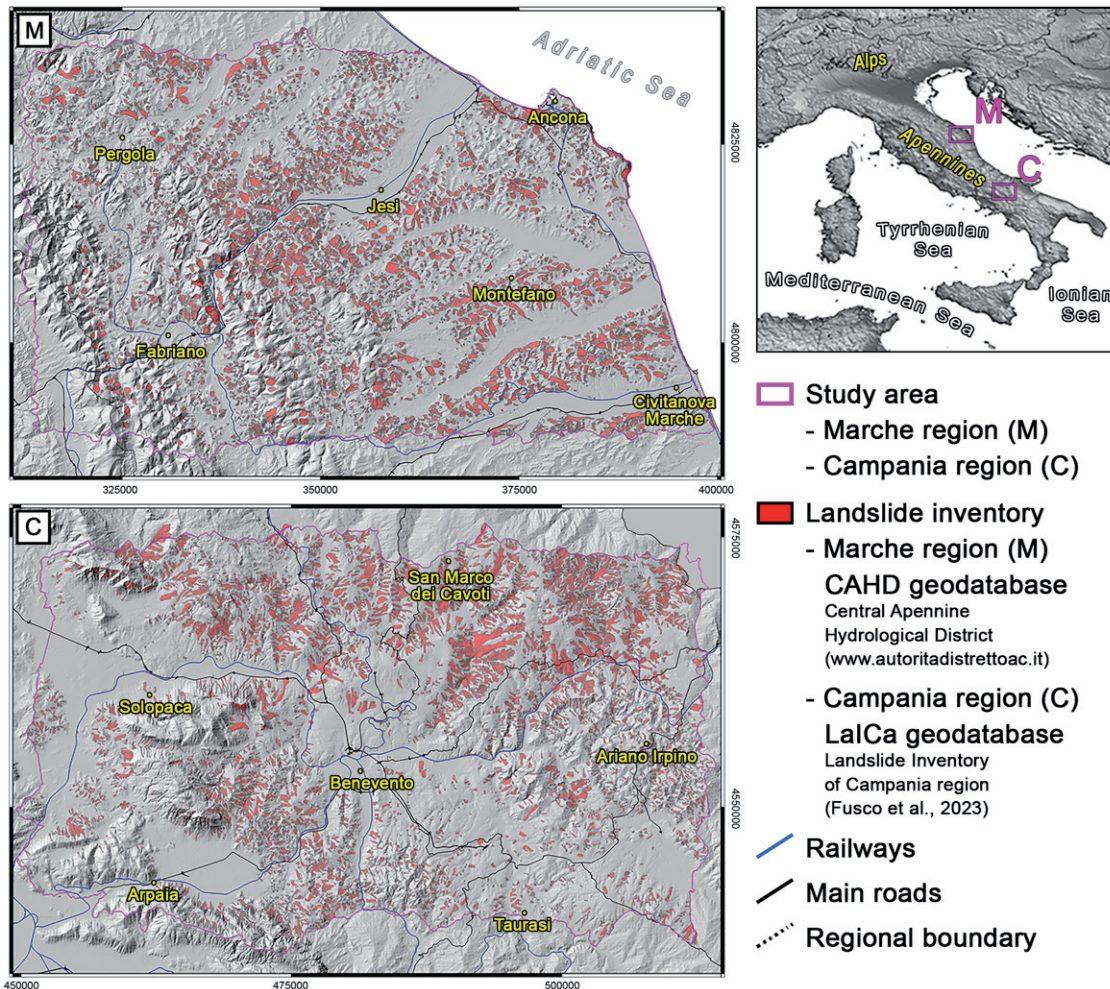 M
Adriatic Sea
Ancona
Pergola
Jesi
Montefano
Fabriano
Civitanova
Marche
4825000
4800000
325000
350000
375000
400000
C
San Marco
dei Cavoti
Solopaca
Ariano Irpino
Benevento
Arpaia
Taurasi
4575000
4550000
450000
475000
500000
Alps
M
Apennines
C
Tyrrhenian
Sea
Mediterranean Sea
Ionian
Sea
Study area
- Marche region (M)
- Campania region (C)
Landslide inventory
- Marche region (M)
CAHD geodatabase
Central Apennine
Hydrological District
(www.autoritadistrettoac.it)
- Campania region (C)
LaICa geodatabase
Landslide Inventory
of Campania region
(Fusco et al., 2023)
Railways
Main roads
Regional boundary